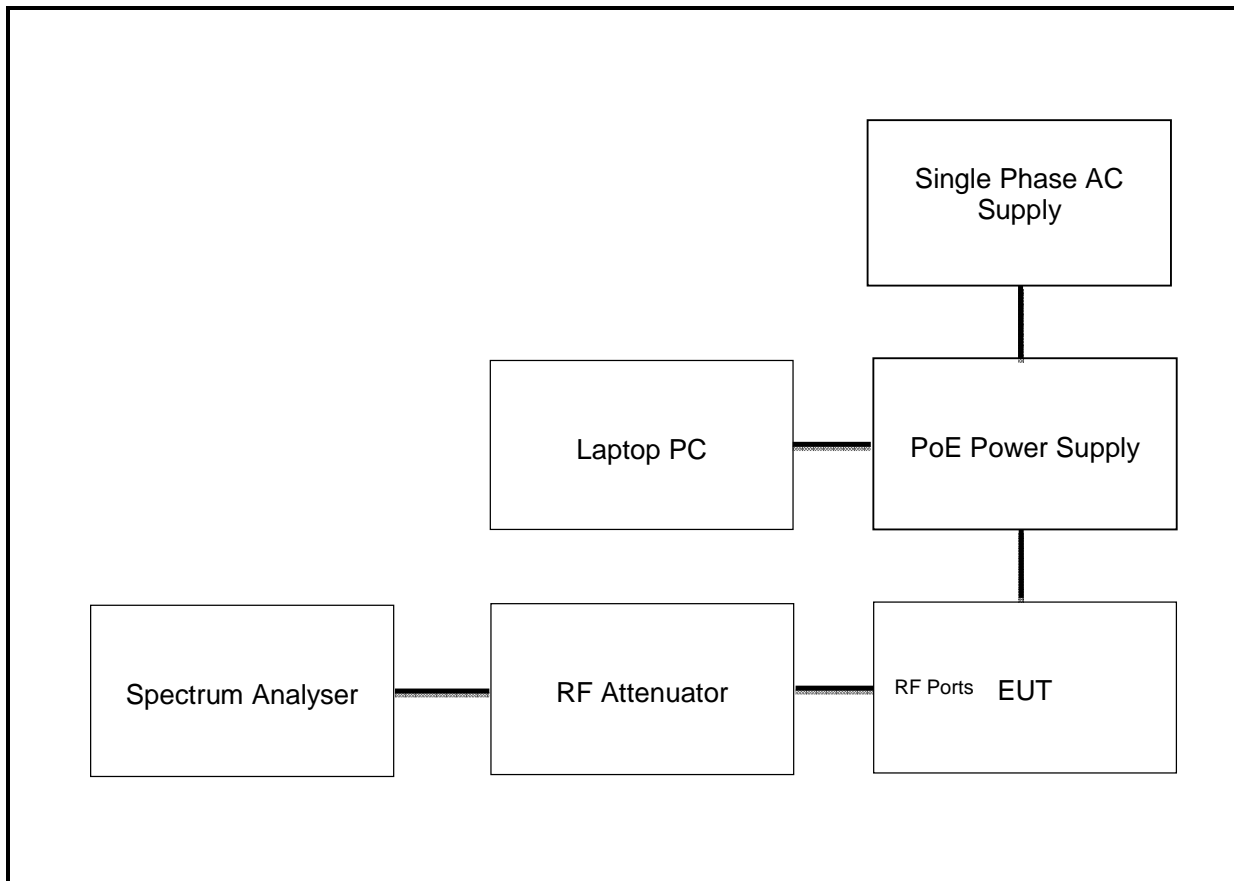 Single Phase AC
Supply
Laptop PC
PoE Power Supply
Spectrum Analyser
RF Attenuator
RF Ports
EUT